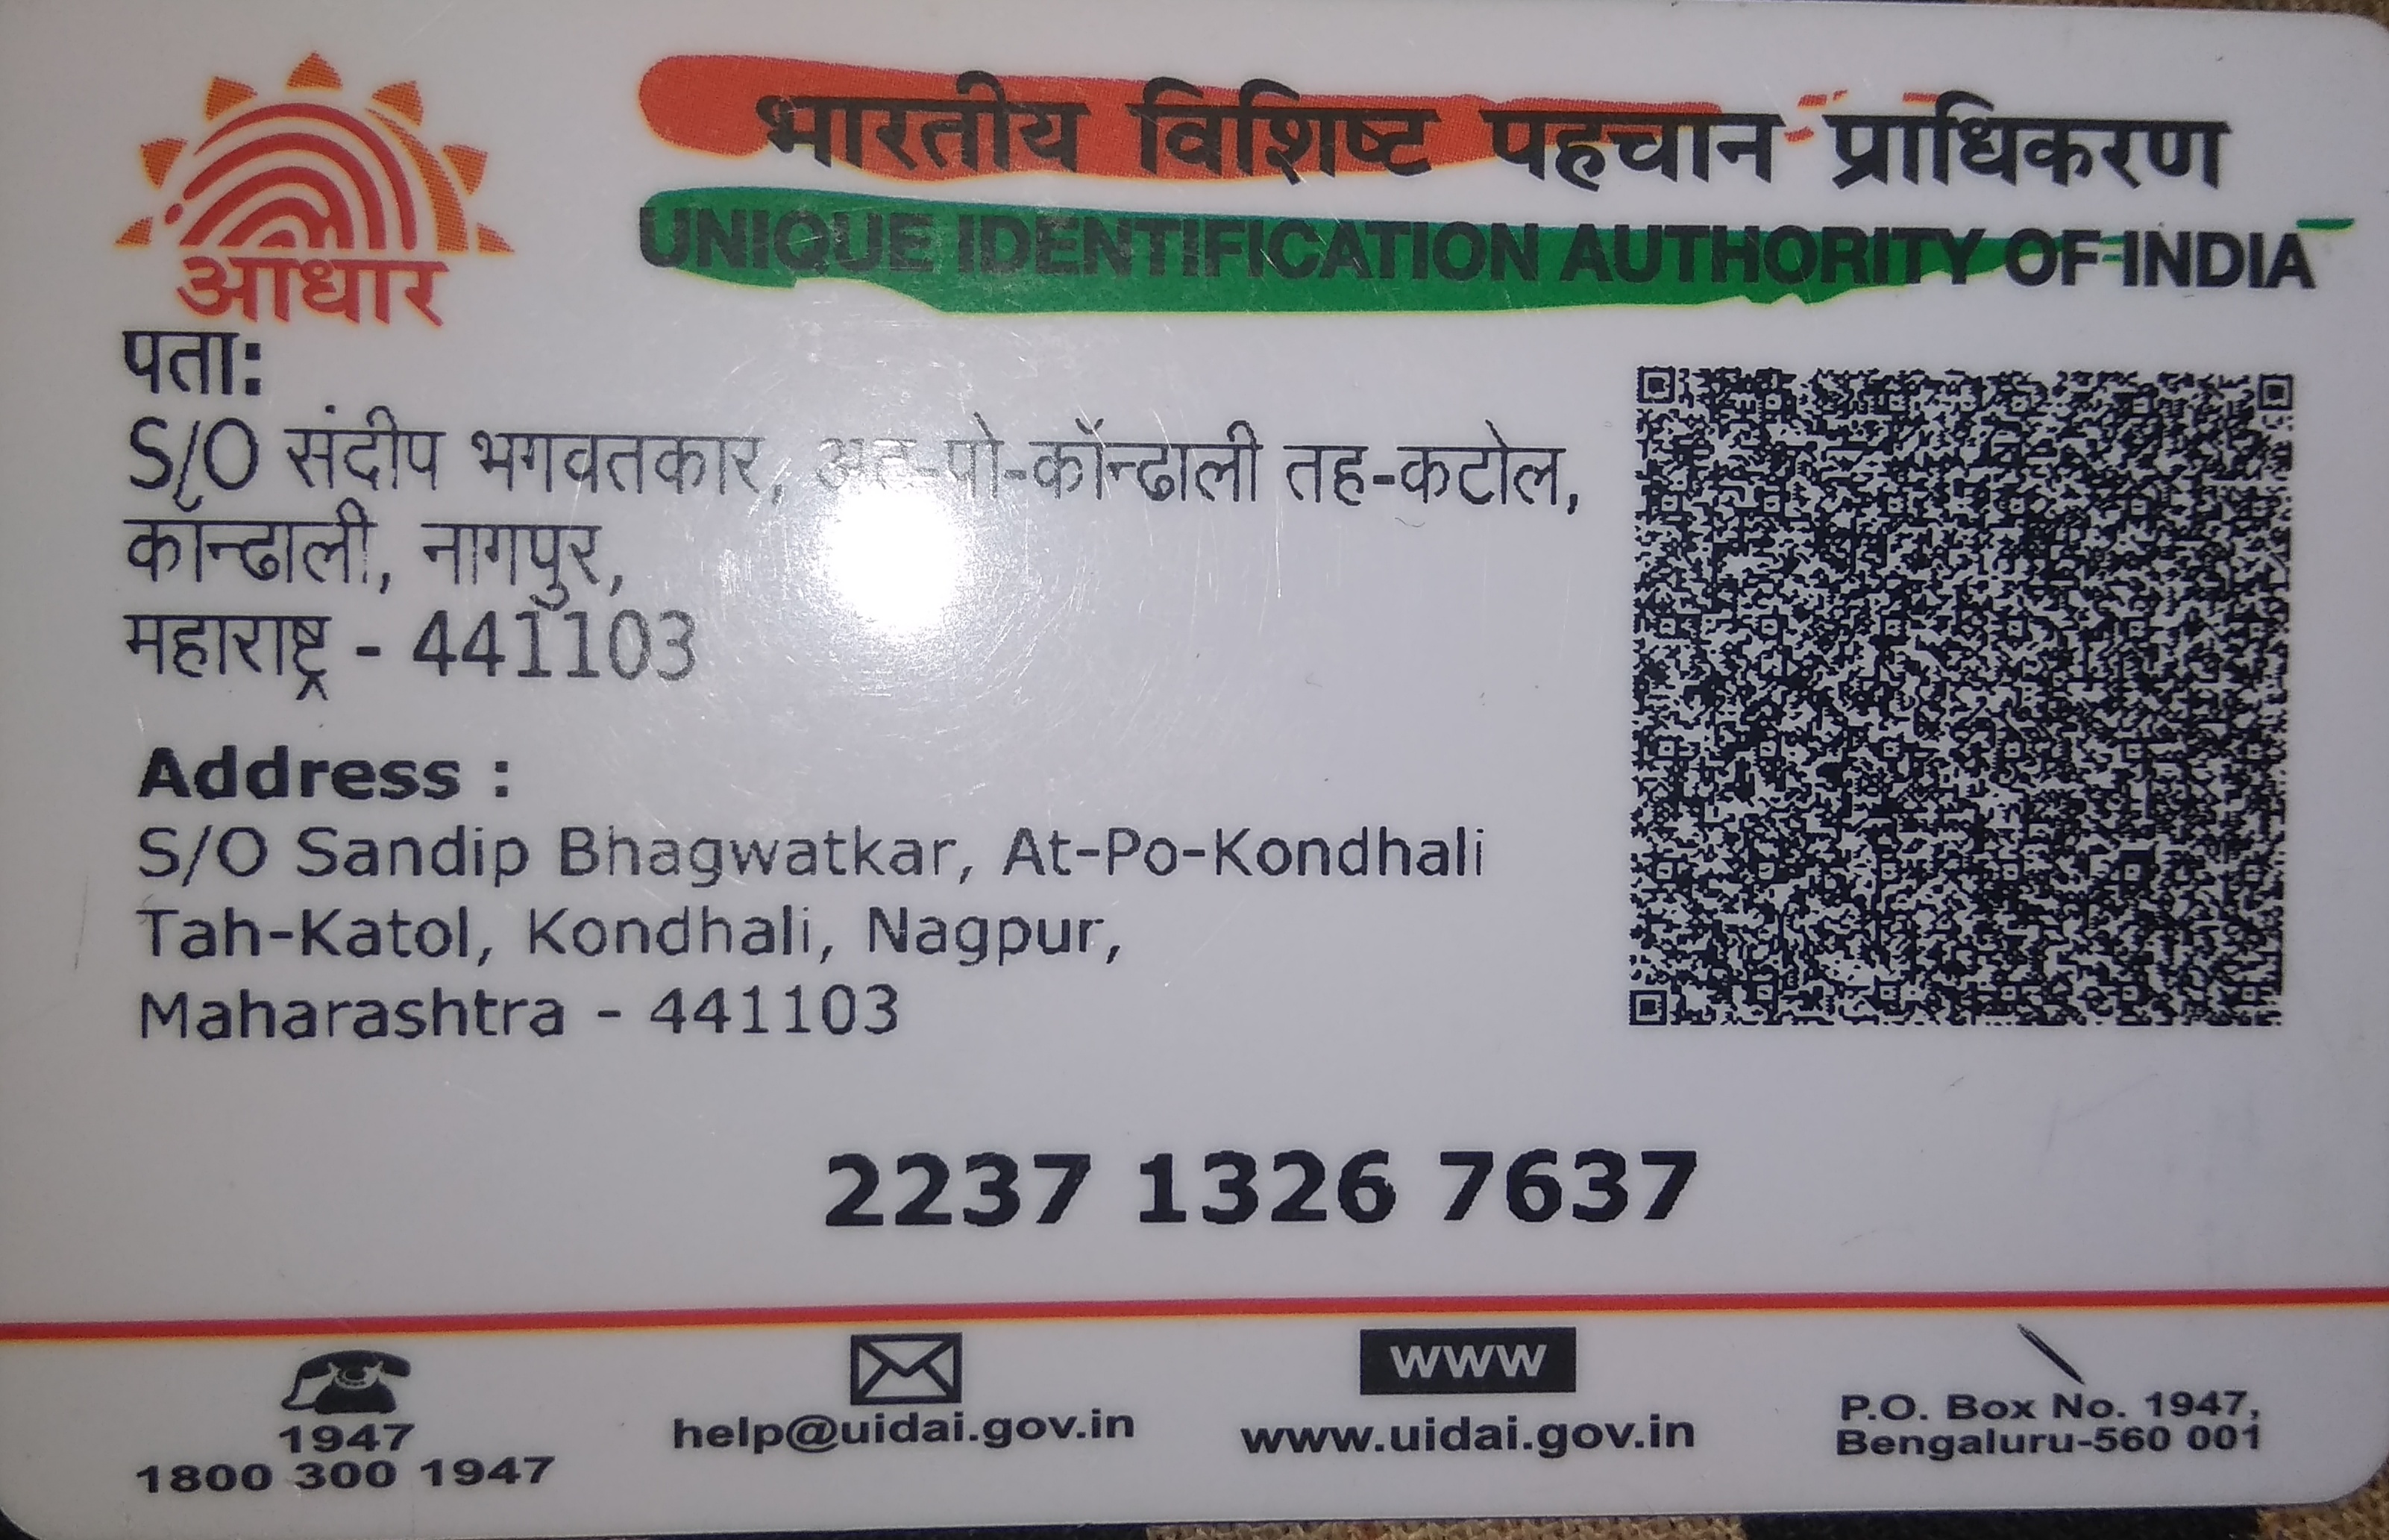 भारतीय विशिष्ट पहचान प्राधिकरण
UNIQUE IDENTIFICATION AUTHORITY OF INDIA
आधार
पता:
S/O संदीप भगवतकार, अत-पो-कॉन्ढाली तह-कटोल,
कॉन्ढाली, नागपुर,
महाराष्ट्र - 441103
Address :
S/O Sandip Bhagwatkar, At-Po-Kondhali
Tah-Katol, Kondhali, Nagpur,
Maharashtra - 441103
2237 1326 7637
1947
1800 300 1947
help@uidai.gov.in
www
www.uidai.gov.in
P.O. Box No. 1947,
Bengaluru-560 001